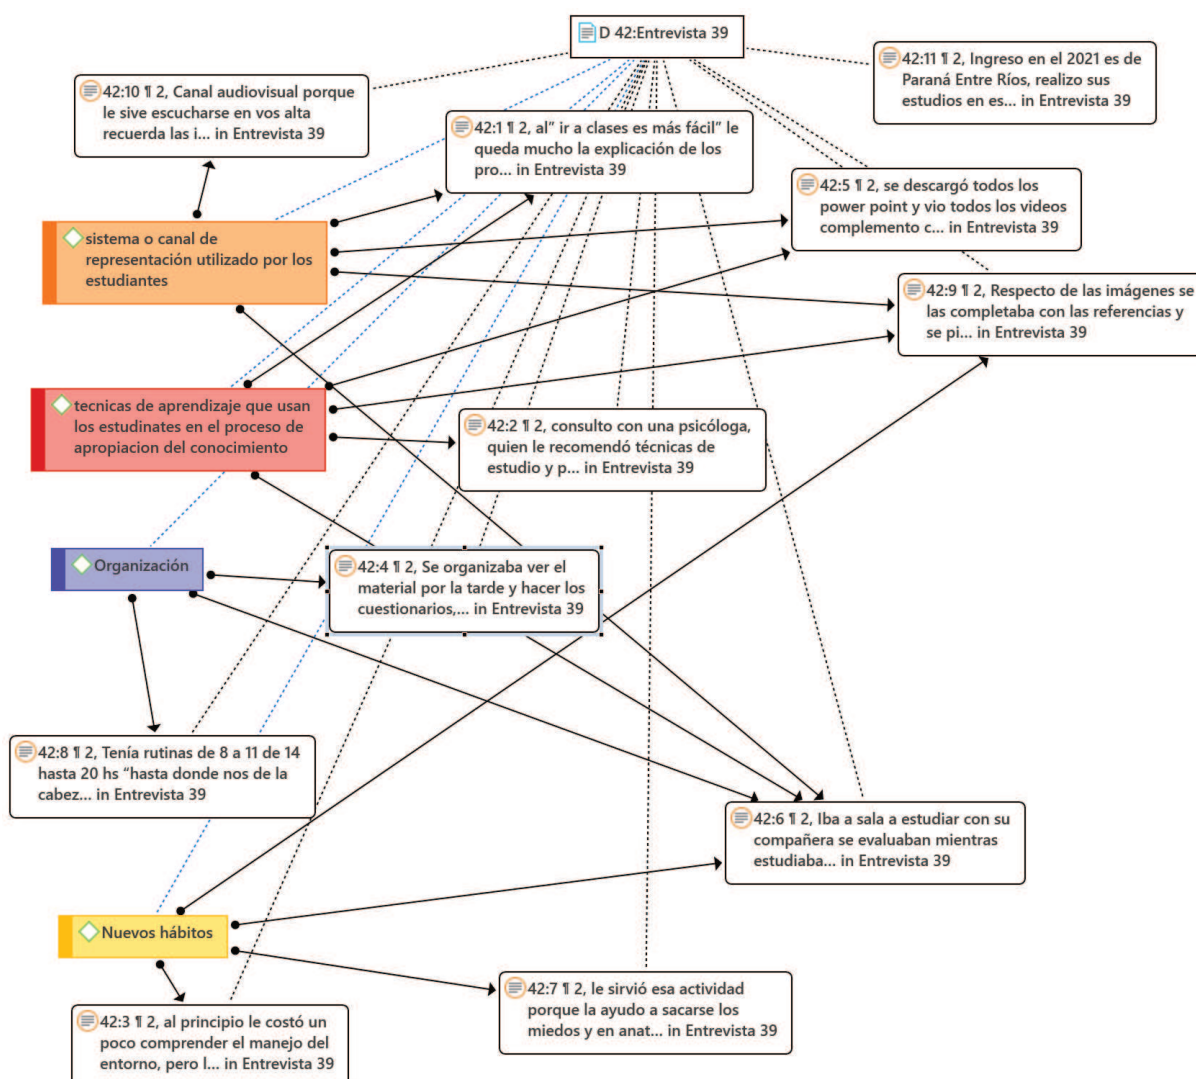 D 42:Entrevista 39
42:11 ¶ 2, Ingreso en el 2021 es de
Paraná Entre Ríos, realizo sus
estudios en es... in Entrevista 39
42:10 ¶ 2, Canal audiovisual porque
le sive escucharse en vos alta
recuerda las i... in Entrevista 39
42:1 ¶ 2, al” ir a clases es más fácil” le
queda mucho la explicación de los
pro... in Entrevista 39
42:5 ¶ 2, se descargó todos los
power point y vio todos los videos
complemento c... in Entrevista 39
sistema o canal de
representación utilizado por los
estudiantes
42:9 ¶ 2, Respecto de las imágenes se
las completaba con las referencias y
se pi... in Entrevista 39
tecnicas de aprendizaje que usan
los estudinates en el proceso de
apropiacion del conocimiento
42:2 ¶ 2, consulto con una psicóloga,
quien le recomendó técnicas de
estudio y p... in Entrevista 39
Organización
42:4 ¶ 2, Se organizaba ver el
material por la tarde y hacer los
cuestionarios,... in Entrevista 39
42:8 ¶ 2, Tenía rutinas de 8 a 11 de 14
hasta 20 hs “hasta donde nos de la
cabez... in Entrevista 39
42:6 ¶ 2, Iba a sala a estudiar con su
compañera se evaluaban mientras
estudiaba... in Entrevista 39
Nuevos hábitos
42:7 ¶ 2, le sirvió esa actividad
porque la ayudo a sacarse los
miedos y en anat... in Entrevista 39
42:3 ¶ 2, al principio le costó un
poco comprender el manejo del
entorno, pero l... in Entrevista 39